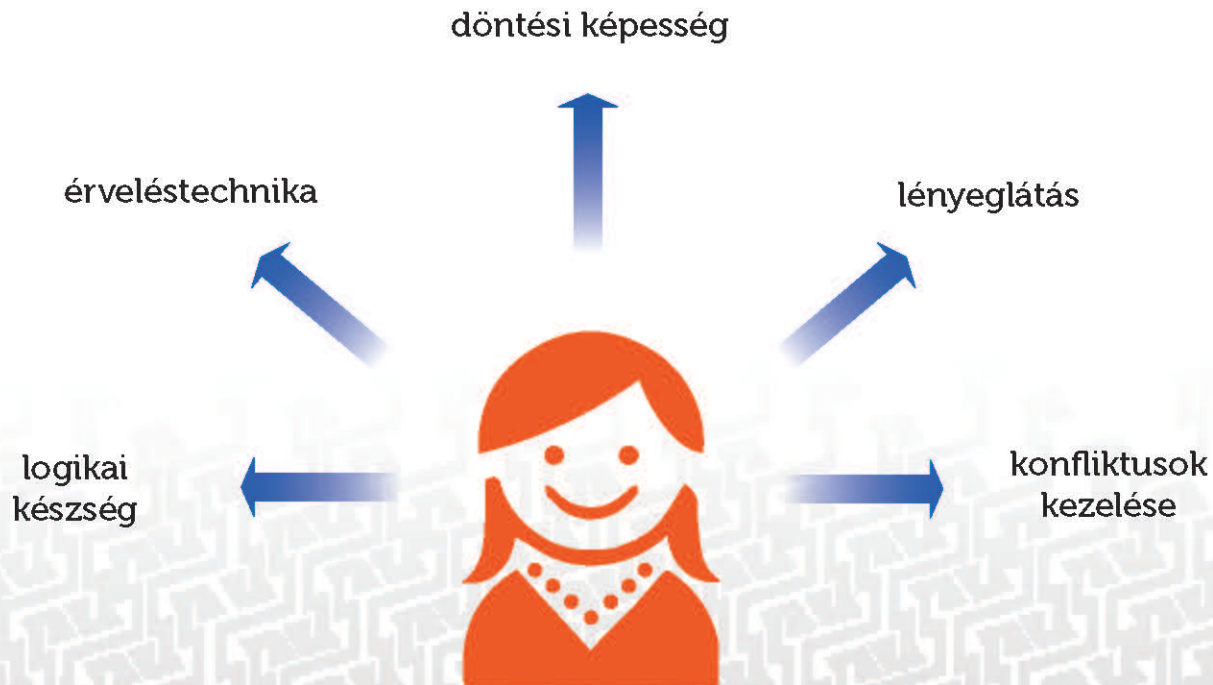 döntési képesség
érveléstechnika
lényeglátás
logikai
készség
konfliktusok
kezelése